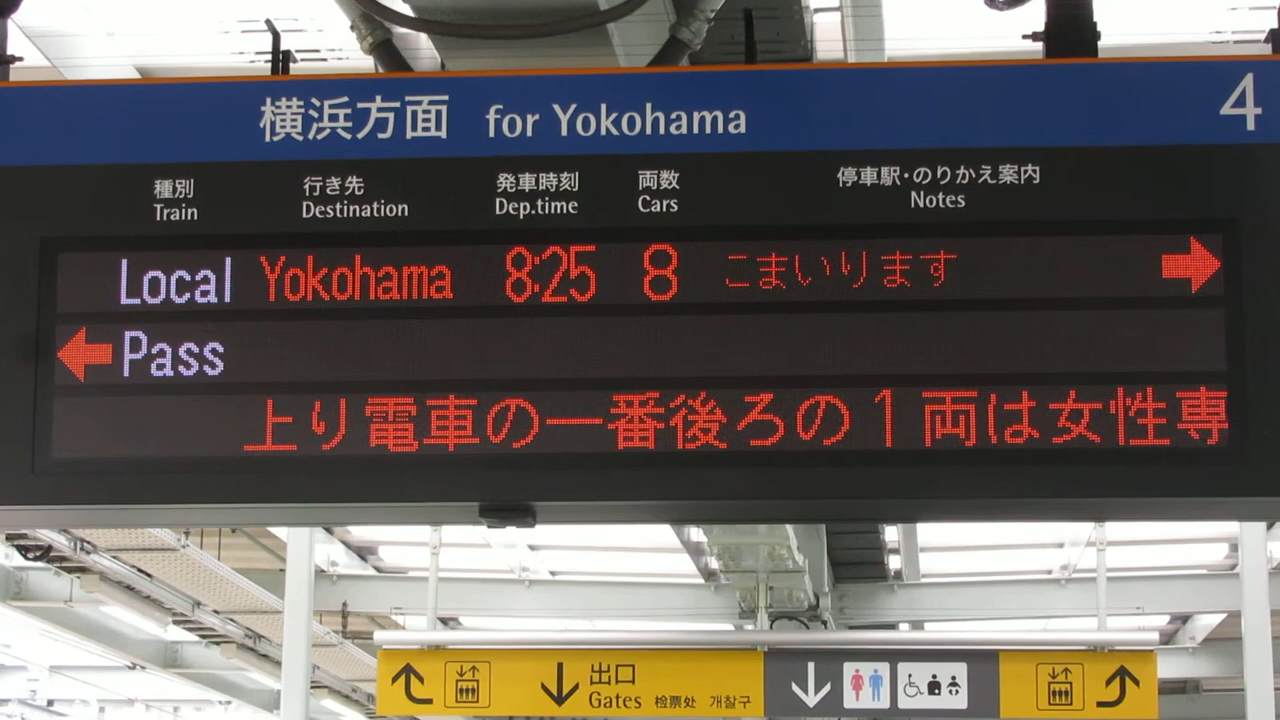 横浜方面 for Yokohama 4
種別 行き先 発車時刻 両数 停車駅・のりかえ案内
Train Destination Dep.time Cars Notes
Local Yokohama 8:25 8 こまいります
Pass
上り電車の一番後ろの1両は女性専
出口
Gates 检票处 개찰구